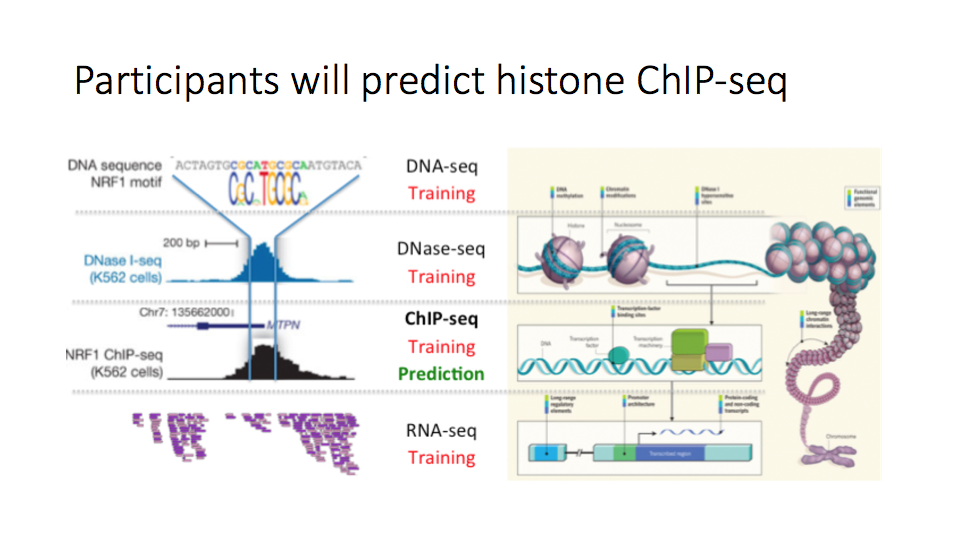 Participants will predict histone ChIP-seq
DNA sequence
NRF1 motif
ACTAGTGCGCATGCGCAATGTACA
DNA-seq
Training
200 bp
DNase I-seq
(K562 cells)
DNase-seq
Training
Chr7: 135662000
MTPN
NRF1 ChIP-seq
(K562 cells)
ChIP-seq
Training
Prediction
RNA-seq
Training
DNA
methylation
Chromatin
modifications
DNase I
hypersensitive
sites
Functional
genomic
elements
Histone
Nucleosome
Transcription-factor
binding sites
DNA
Transcription
factor
Transcription
machinery
Long-range
chromatin
interactions
Long-range
regulatory
elements
Promoter
architecture
Protein-coding
and non-coding
transcripts
Transcribed region
Chromosome